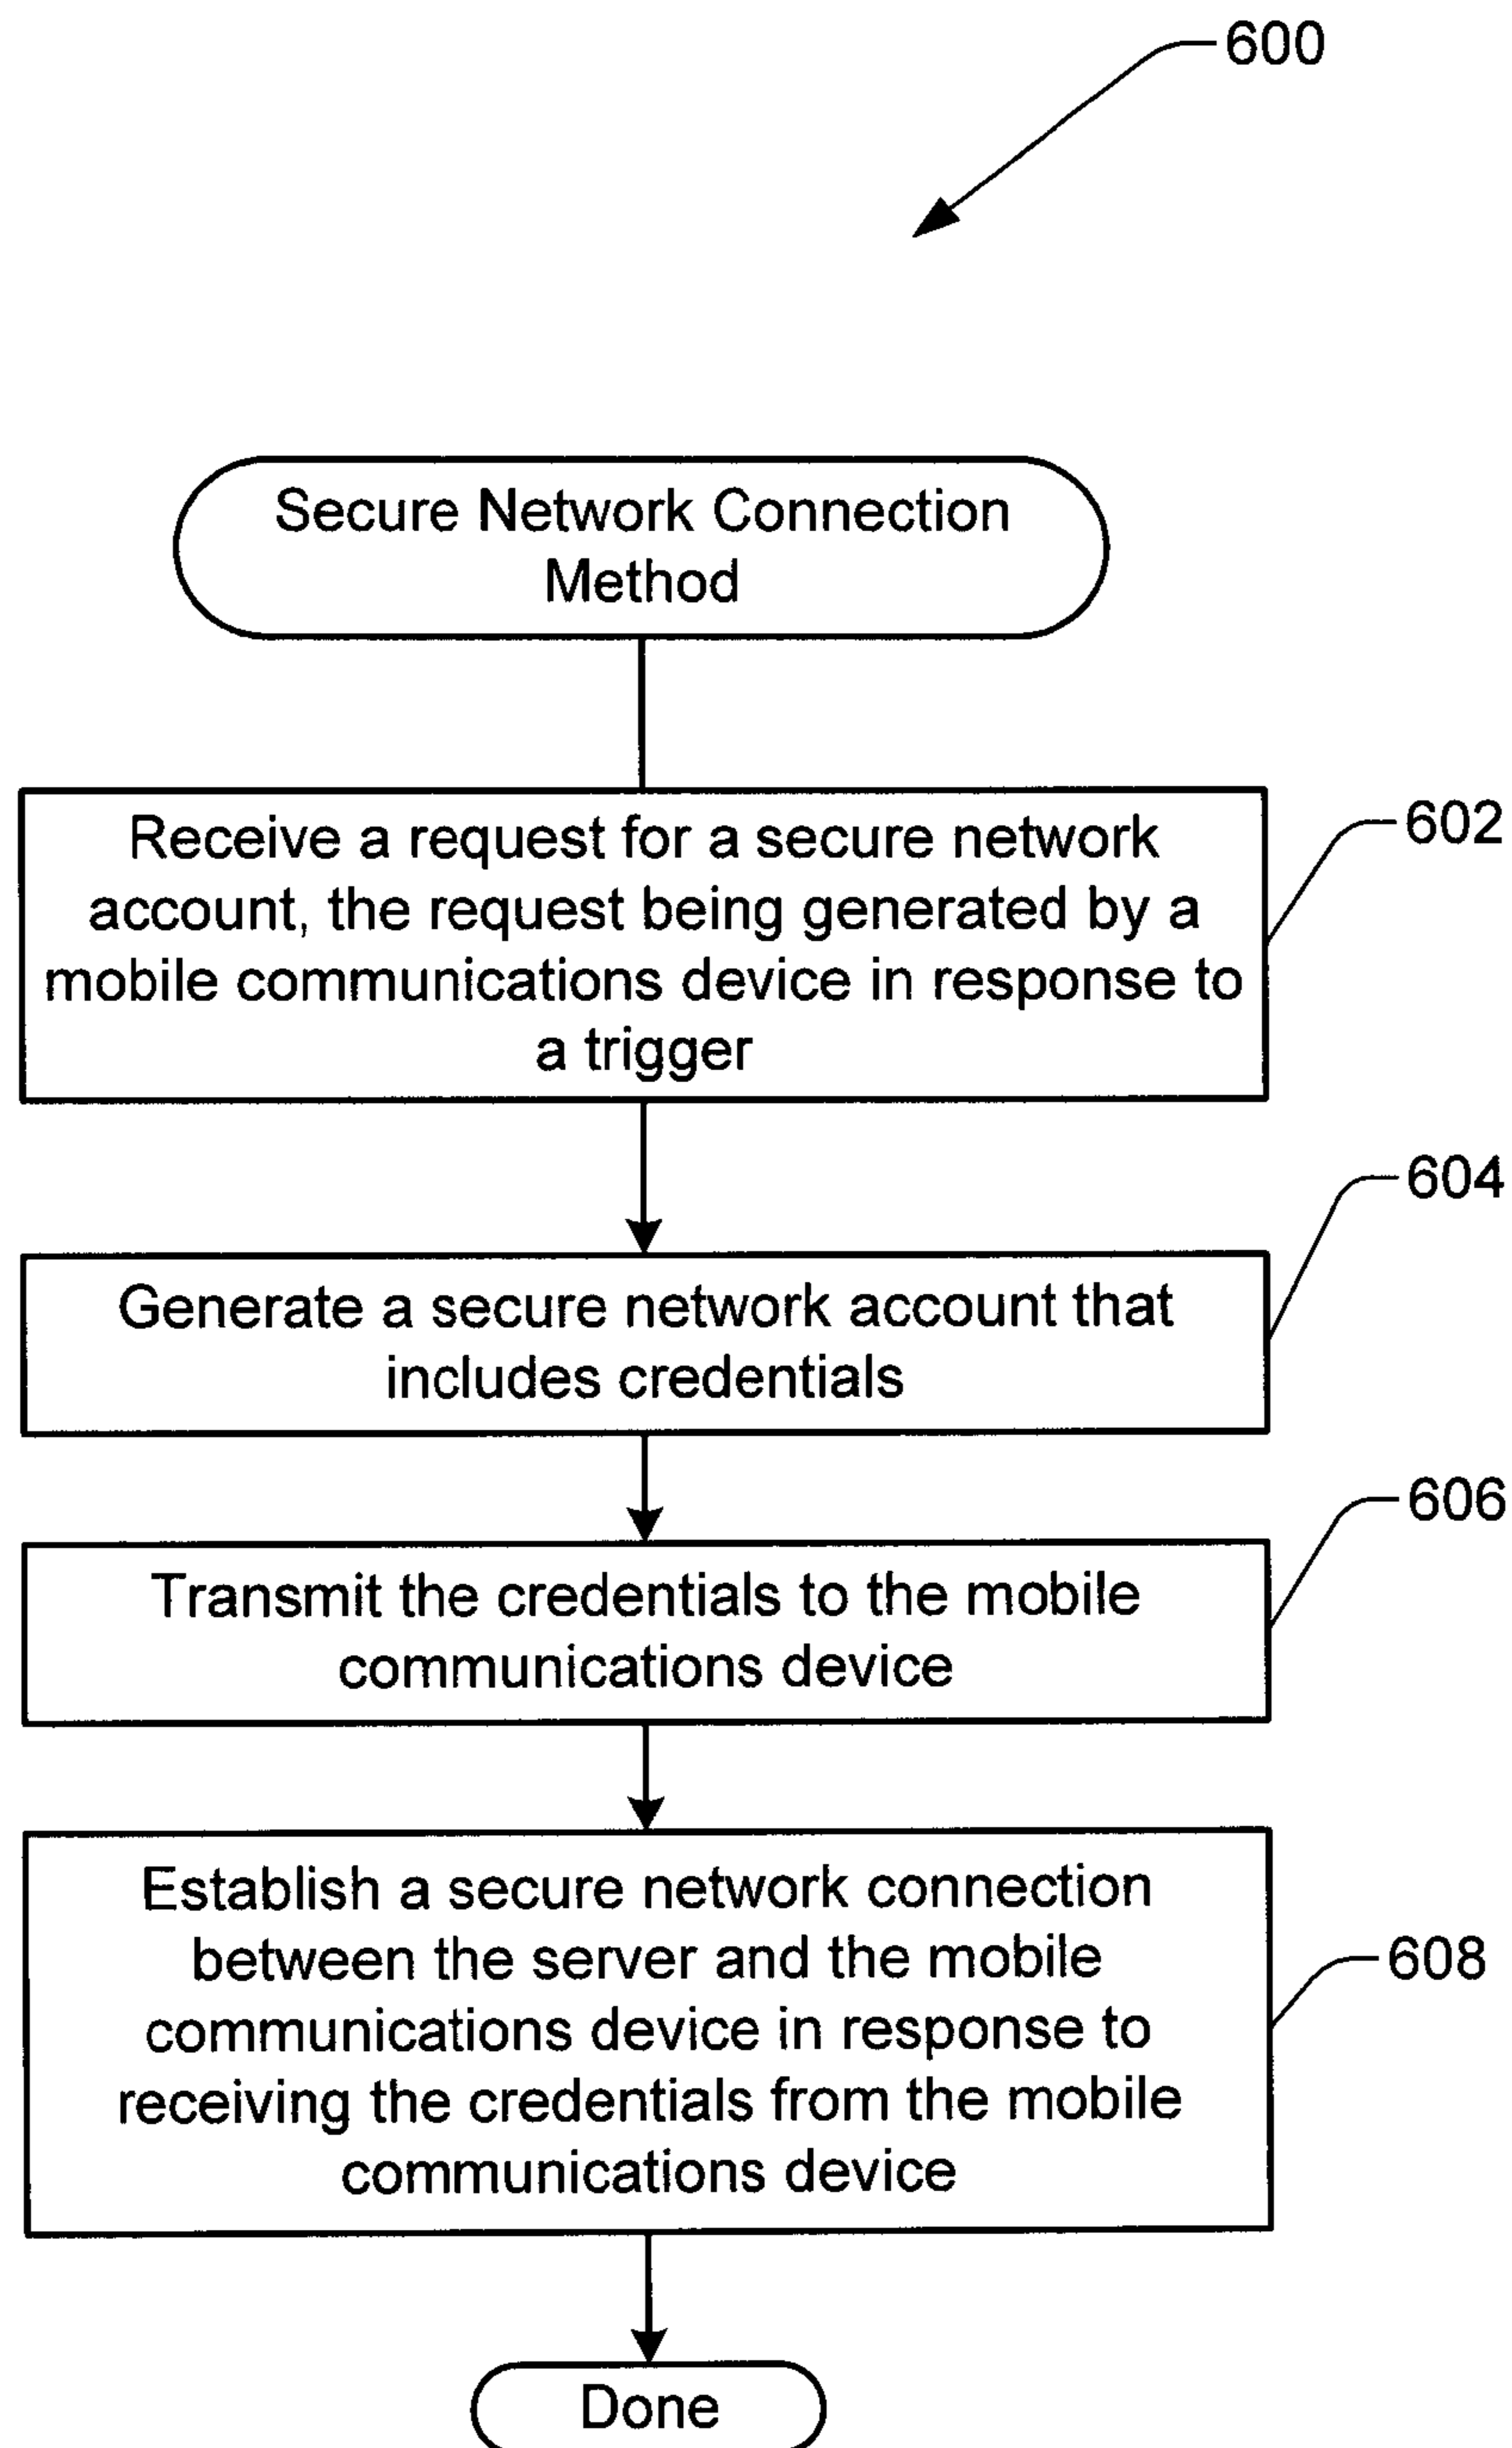 600
Secure Network Connection
Method
Receive a request for a secure network
account, the request being generated by a
mobile communications device in response to
a trigger
602
Generate a secure network account that
includes credentials
604
Transmit the credentials to the mobile
communications device
606
Establish a secure network connection
between the server and the mobile
communications device in response to
receiving the credentials from the mobile
communications device
608
Done